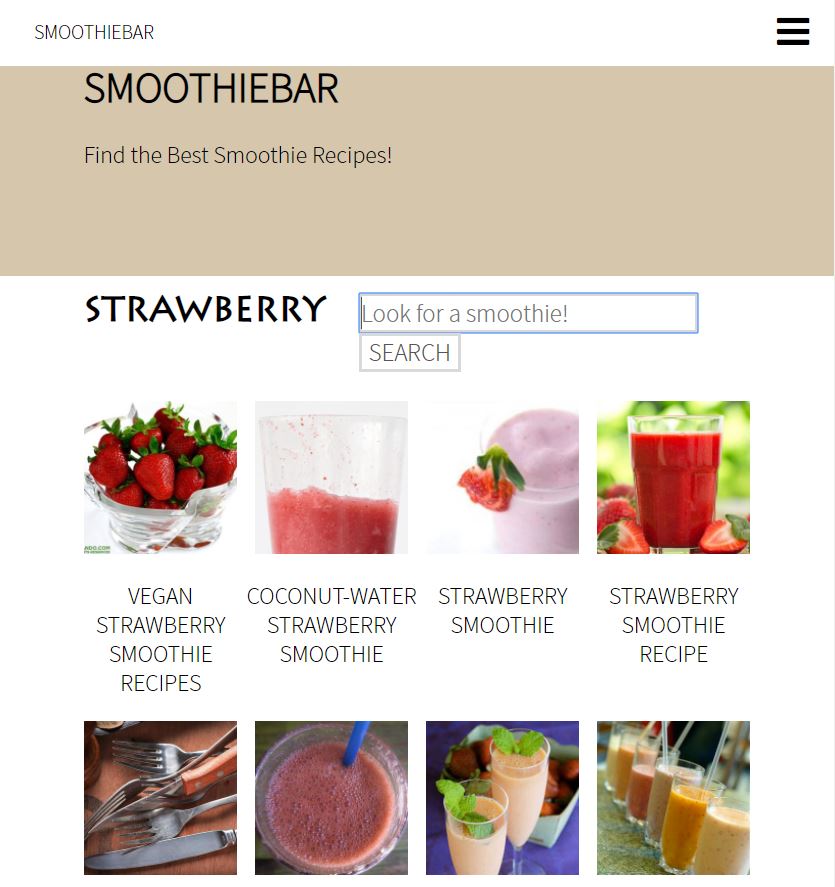 SMOOTHIEBAR
SMOOTHIEBAR
Find the Best Smoothie Recipes!
STRAWBERRY
Look for a smoothie!
SEARCH
VEGAN
STRAWBERRY
SMOOTHIE
RECIPES
COCONUT-WATER
STRAWBERRY
SMOOTHIE
STRAWBERRY
SMOOTHIE
STRAWBERRY
SMOOTHIE
RECIPE